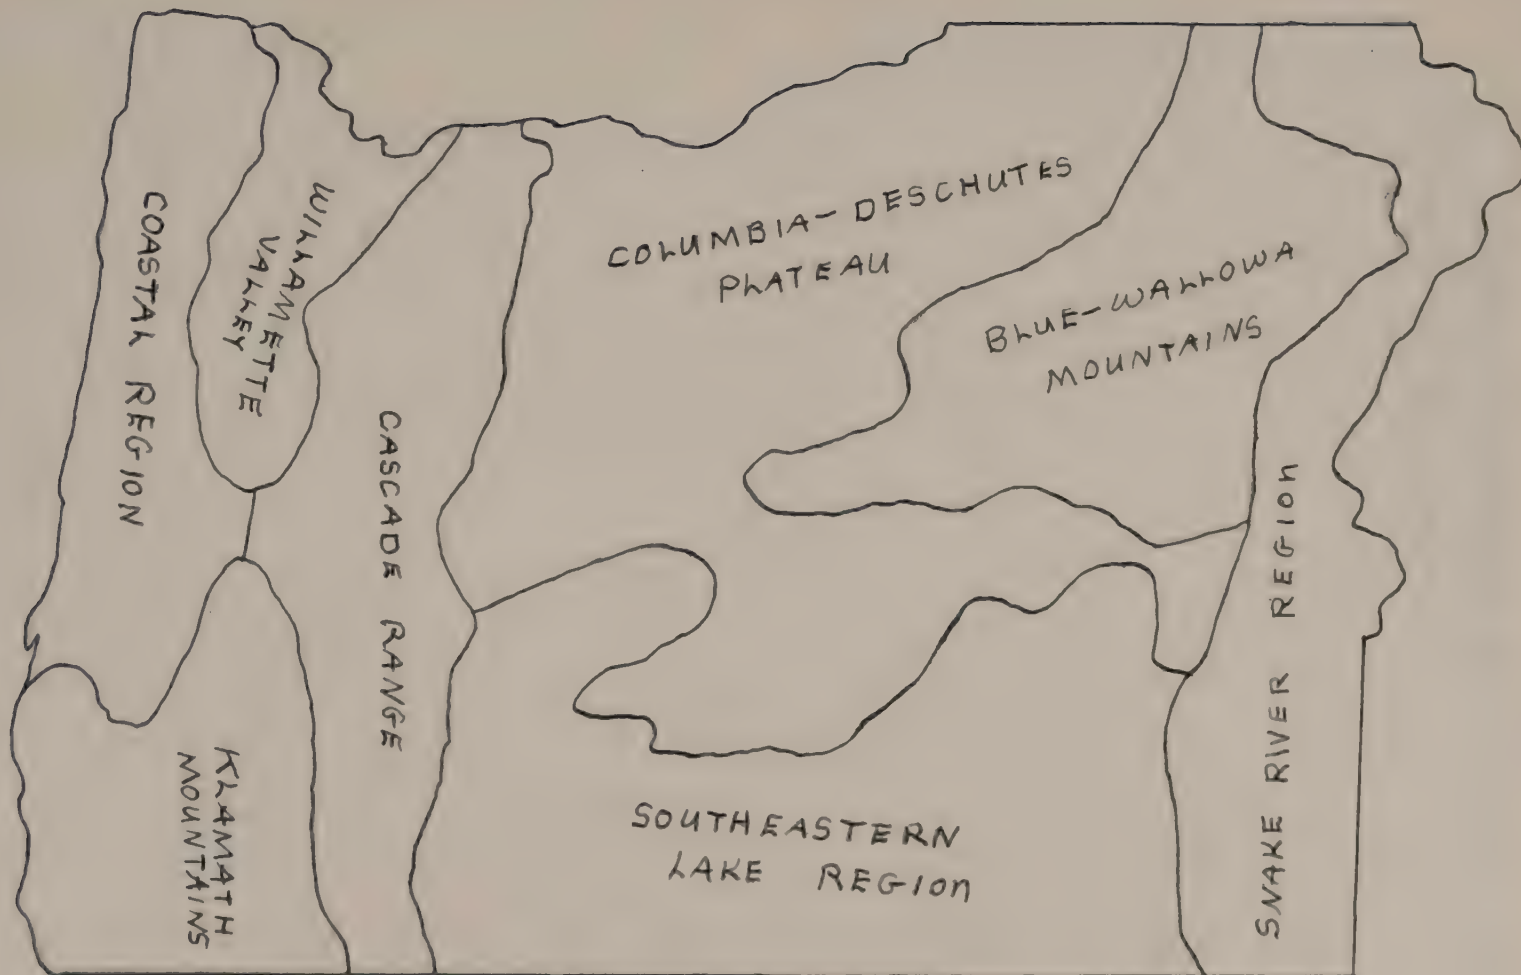 COASTAL REGION
WILLAMETTE
VALLEY
CASCADE RANGE
KLAMATH
MOUNTAINS
COLUMBIA-DESCHUTES
PLATEAU
BLUE-WALLOWA
MOUNTAINS
SOUTHEASTERN
LAKE REGION
SNAKE RIVER REGION